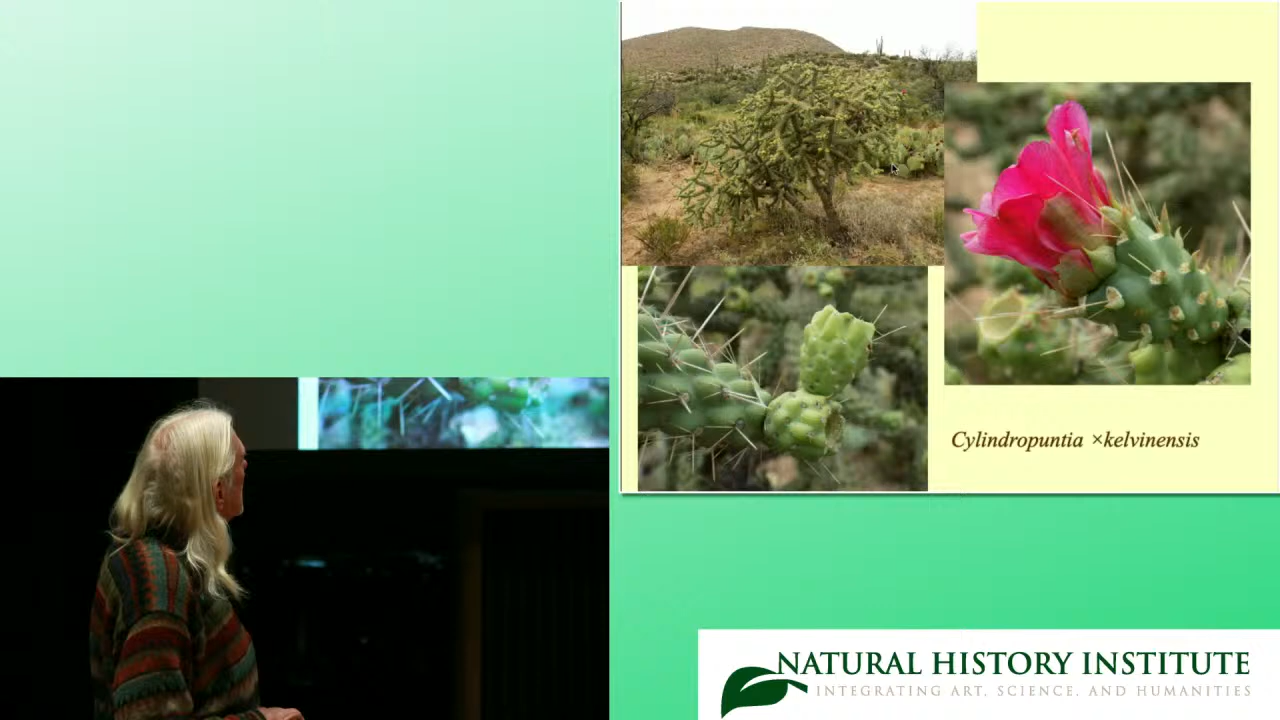 Cylindropuntia ×kelvinensis
NATURAL HISTORY INSTITUTE
INTEGRATING ART, SCIENCE, AND HUMANITIES